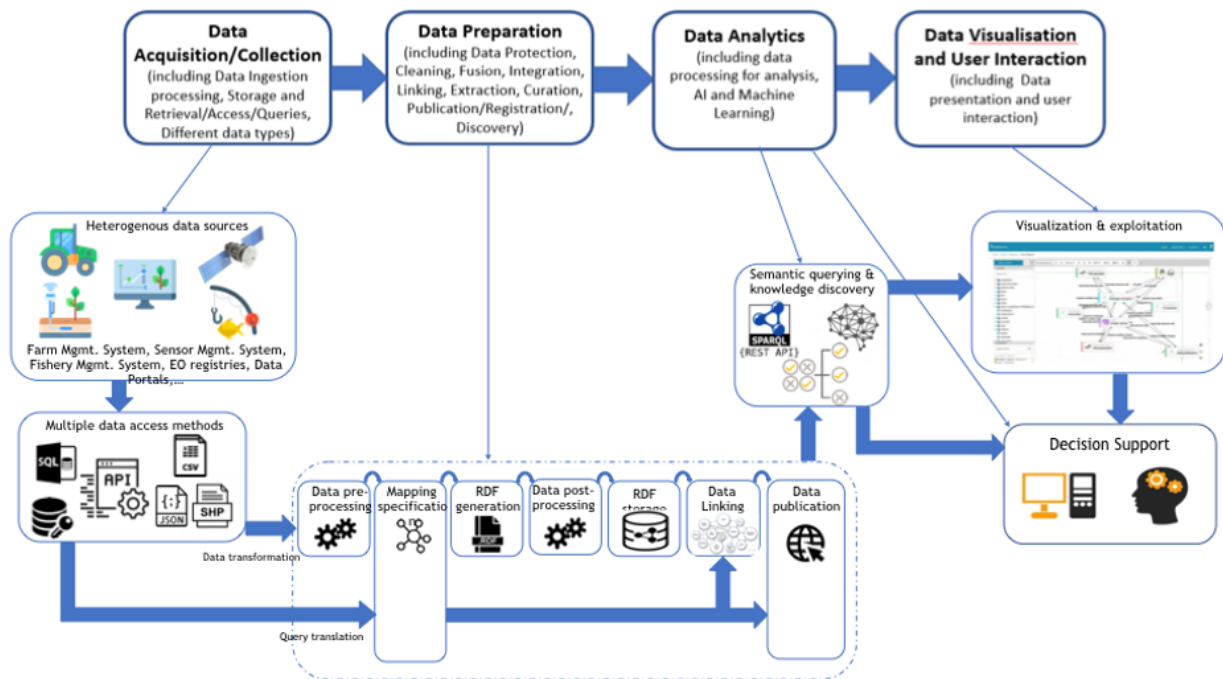 Data
Acquisition/Collection
(including Data Ingestion
processing, Storage and
Retrieval/Access/Queries,
Different data types)
Data Preparation
(including Data Protection,
Cleaning, Fusion, Integration,
Linking, Extraction, Curation,
Publication/Registration/,
Discovery)
Data Analytics
(including data
processing for analysis,
AI and Machine
Learning)
Data Visualisation
and User Interaction
(including Data
presentation and user
interaction)
Heterogenous data sources
Farm Mgmt. System, Sensor Mgmt. System,
Fishery Mgmt. System, EO registries, Data
Portals,...
Multiple data access methods
SQL
API
CSV
{;}
JSON
SHP
Data transformation
Query translation
Data pre-
processing
Mapping
specificatio
n
RDF
generation
RDF
Data post-
processing
RDF
storage
Data
Linking
Data
publication
Semantic querying &
knowledge discovery
SPARQL
{REST API}
Visualization & exploitation
Decision Support